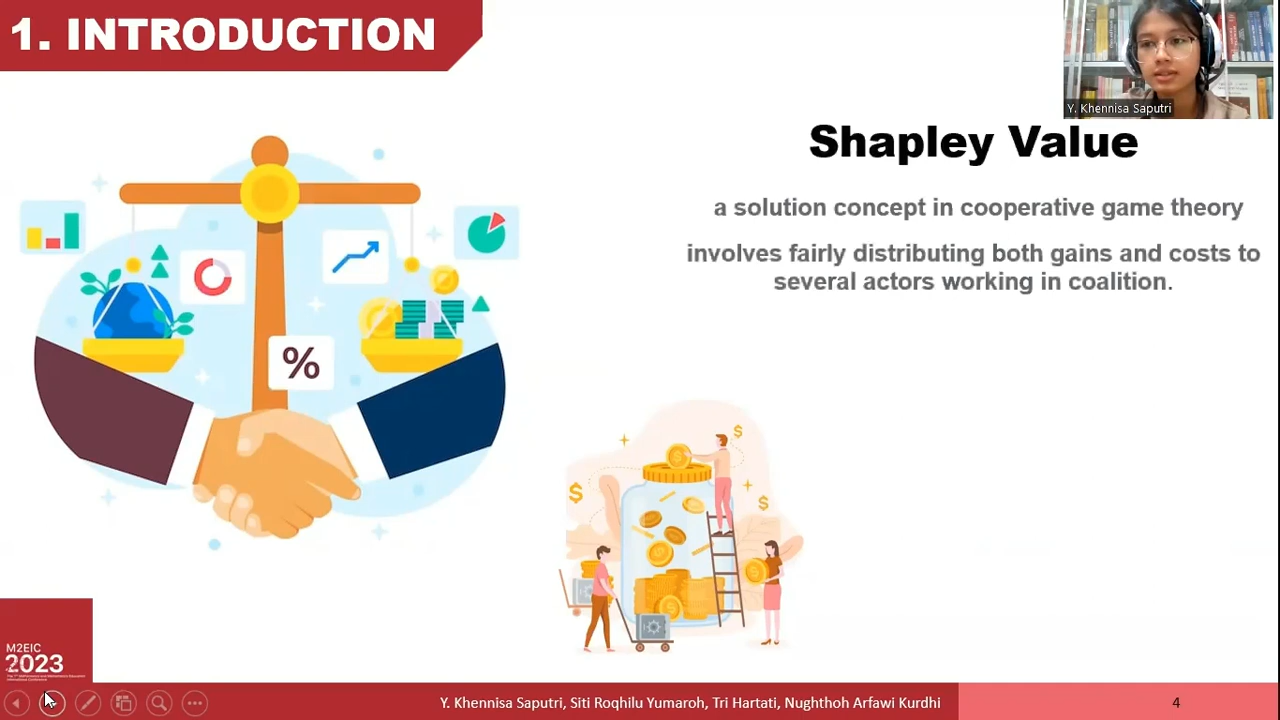 1. INTRODUCTION
Y. Khennisa Saputri
Shapley Value
a solution concept in cooperative game theory
involves fairly distributing both gains and costs to
several actors working in coalition.
%
M2EIC
2023
Y. Khennisa Saputri, Siti Roqhilu Yumaroh, Tri Hartati, Nughthoh Arfawi Kurdhi
4